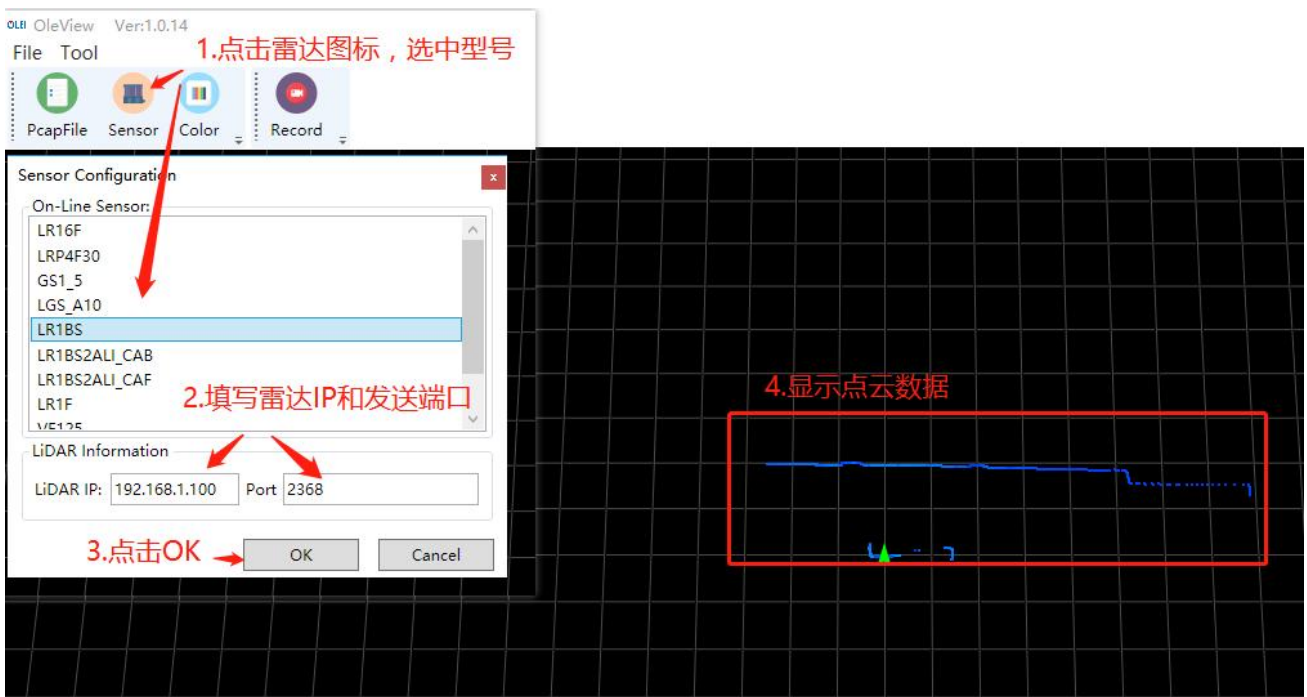 OLEI OleView Ver:1.0.14
File Tool
1.点击雷达图标，选中型号
PcapFile Sensor Color Record
Sensor Configuration
On-Line Sensor:
LR16F
LRP4F30
GS1_5
LGS_A10
LR1BS
LR1BS2ALI_CAB
LR1BS2ALI_CAF
LR1F
VF125
2.填写雷达IP和发送端口
LiDAR Information
LiDAR IP: 192.168.1.100 Port 2368
3.点击OK OK Cancel
4.显示点云数据